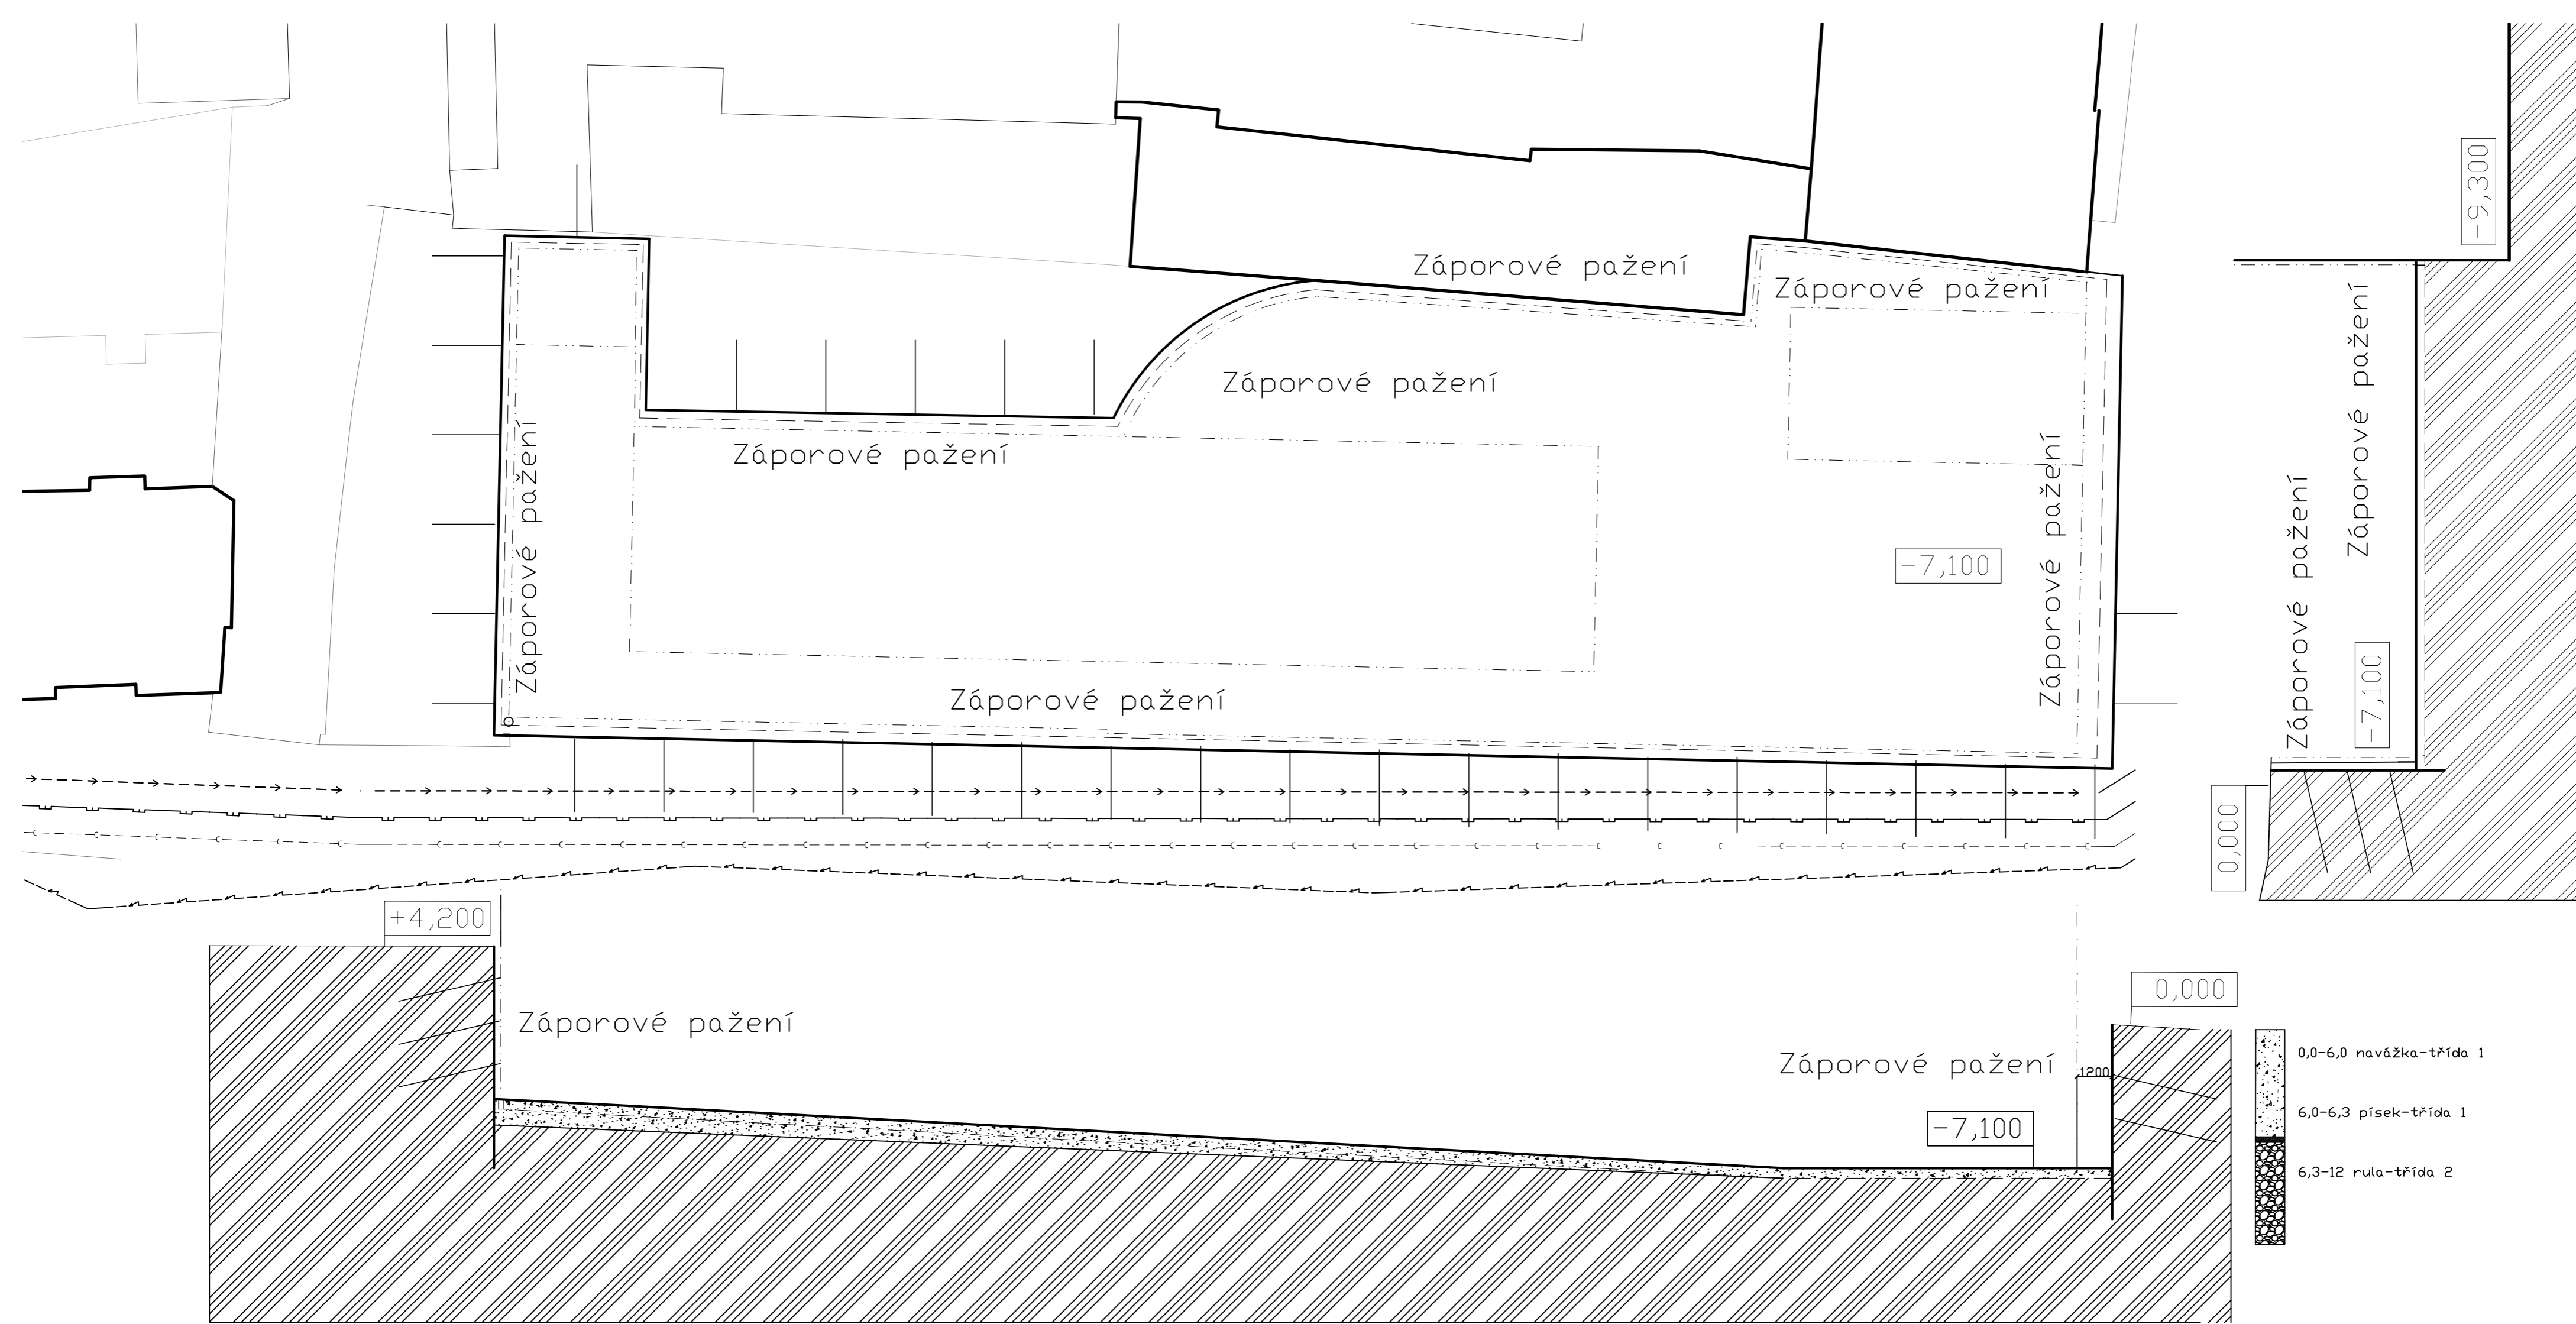 -9,300
Záporové pažení
Záporové pažení
Záporové pažení
Záporové pažení
Záporové pažení
Záporové pažení
Záporové pažení
-7,100
Záporové pažení
Záporové pažení
Záporové pažení
-7,100
0,000
+4,200
0,000
Záporové pažení
Záporové pažení
1200
-7,100
0,0-6,0 navážka-třída 1
6,0-6,3 písek-třída 1
6,3-12 rula-třída 2